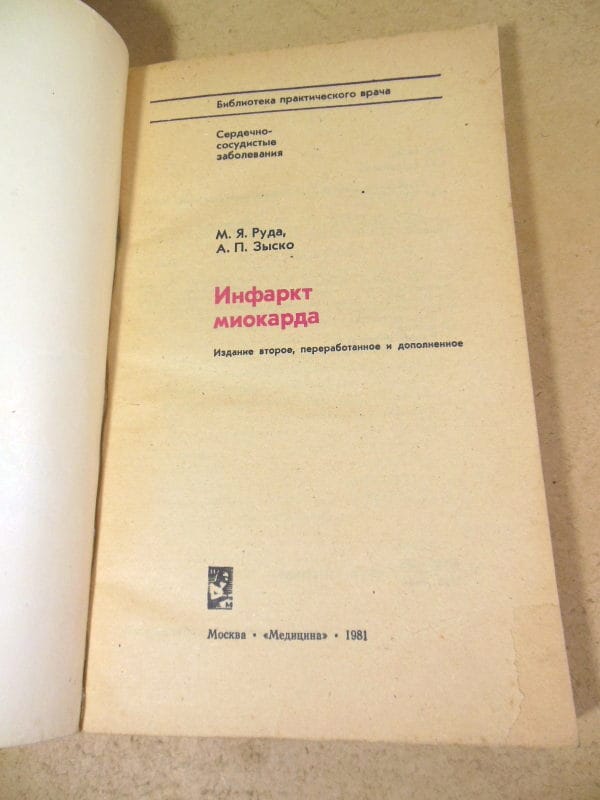 Библиотека практического врача
Сердечно-
сосудистые
заболевания
М. Я. Руда,
А. П. Зыско
Инфаркт
миокарда
Издание второе, переработанное и дополненное
Москва · «Медицина» · 1981